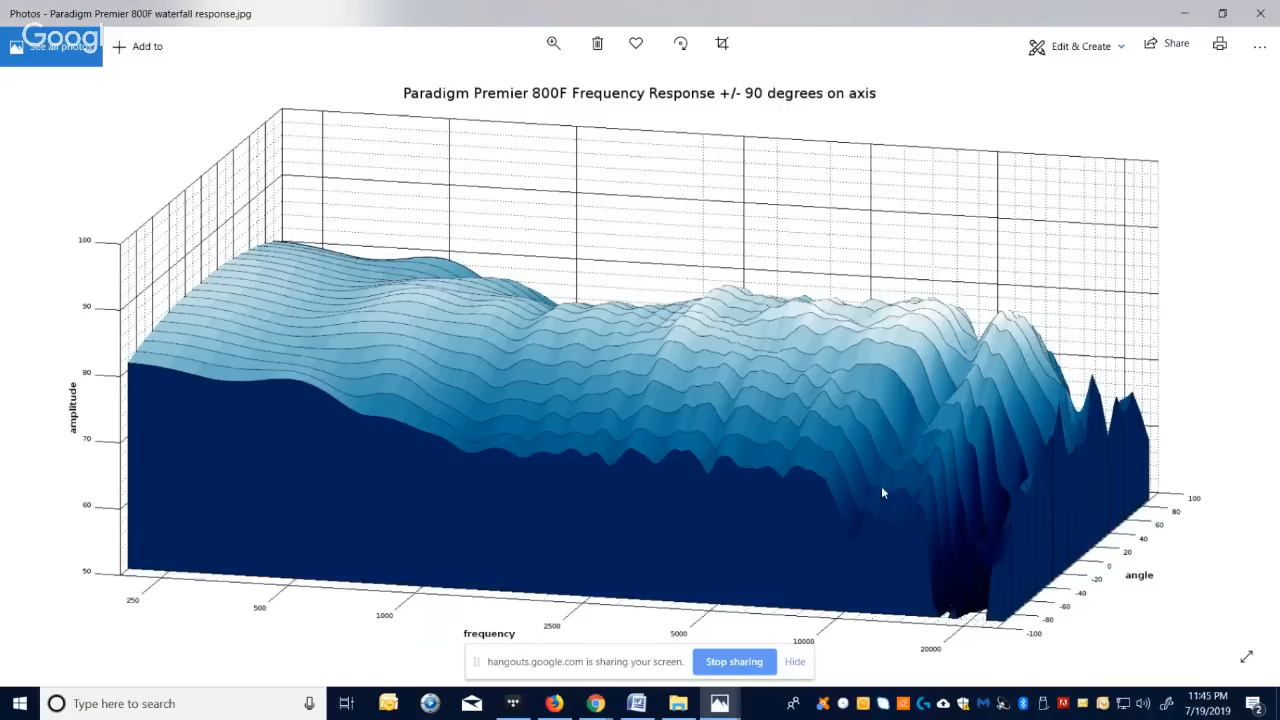 Photos - Paradigm Premier 800F waterfall response.jpg
Googl
See all photos
Add to
Edit & Create
Share
Paradigm Premier 800F Frequency Response +/- 90 degrees on axis
100
90
80
70
60
50
amplitude
250
500
1000
2500
5000
10000
20000
frequency
100
80
60
40
20
0
-20
-40
-60
-80
-100
angle
hangouts.google.com is sharing your screen.
Stop sharing
Hide
Type here to search
11:45 PM
7/19/2019
2